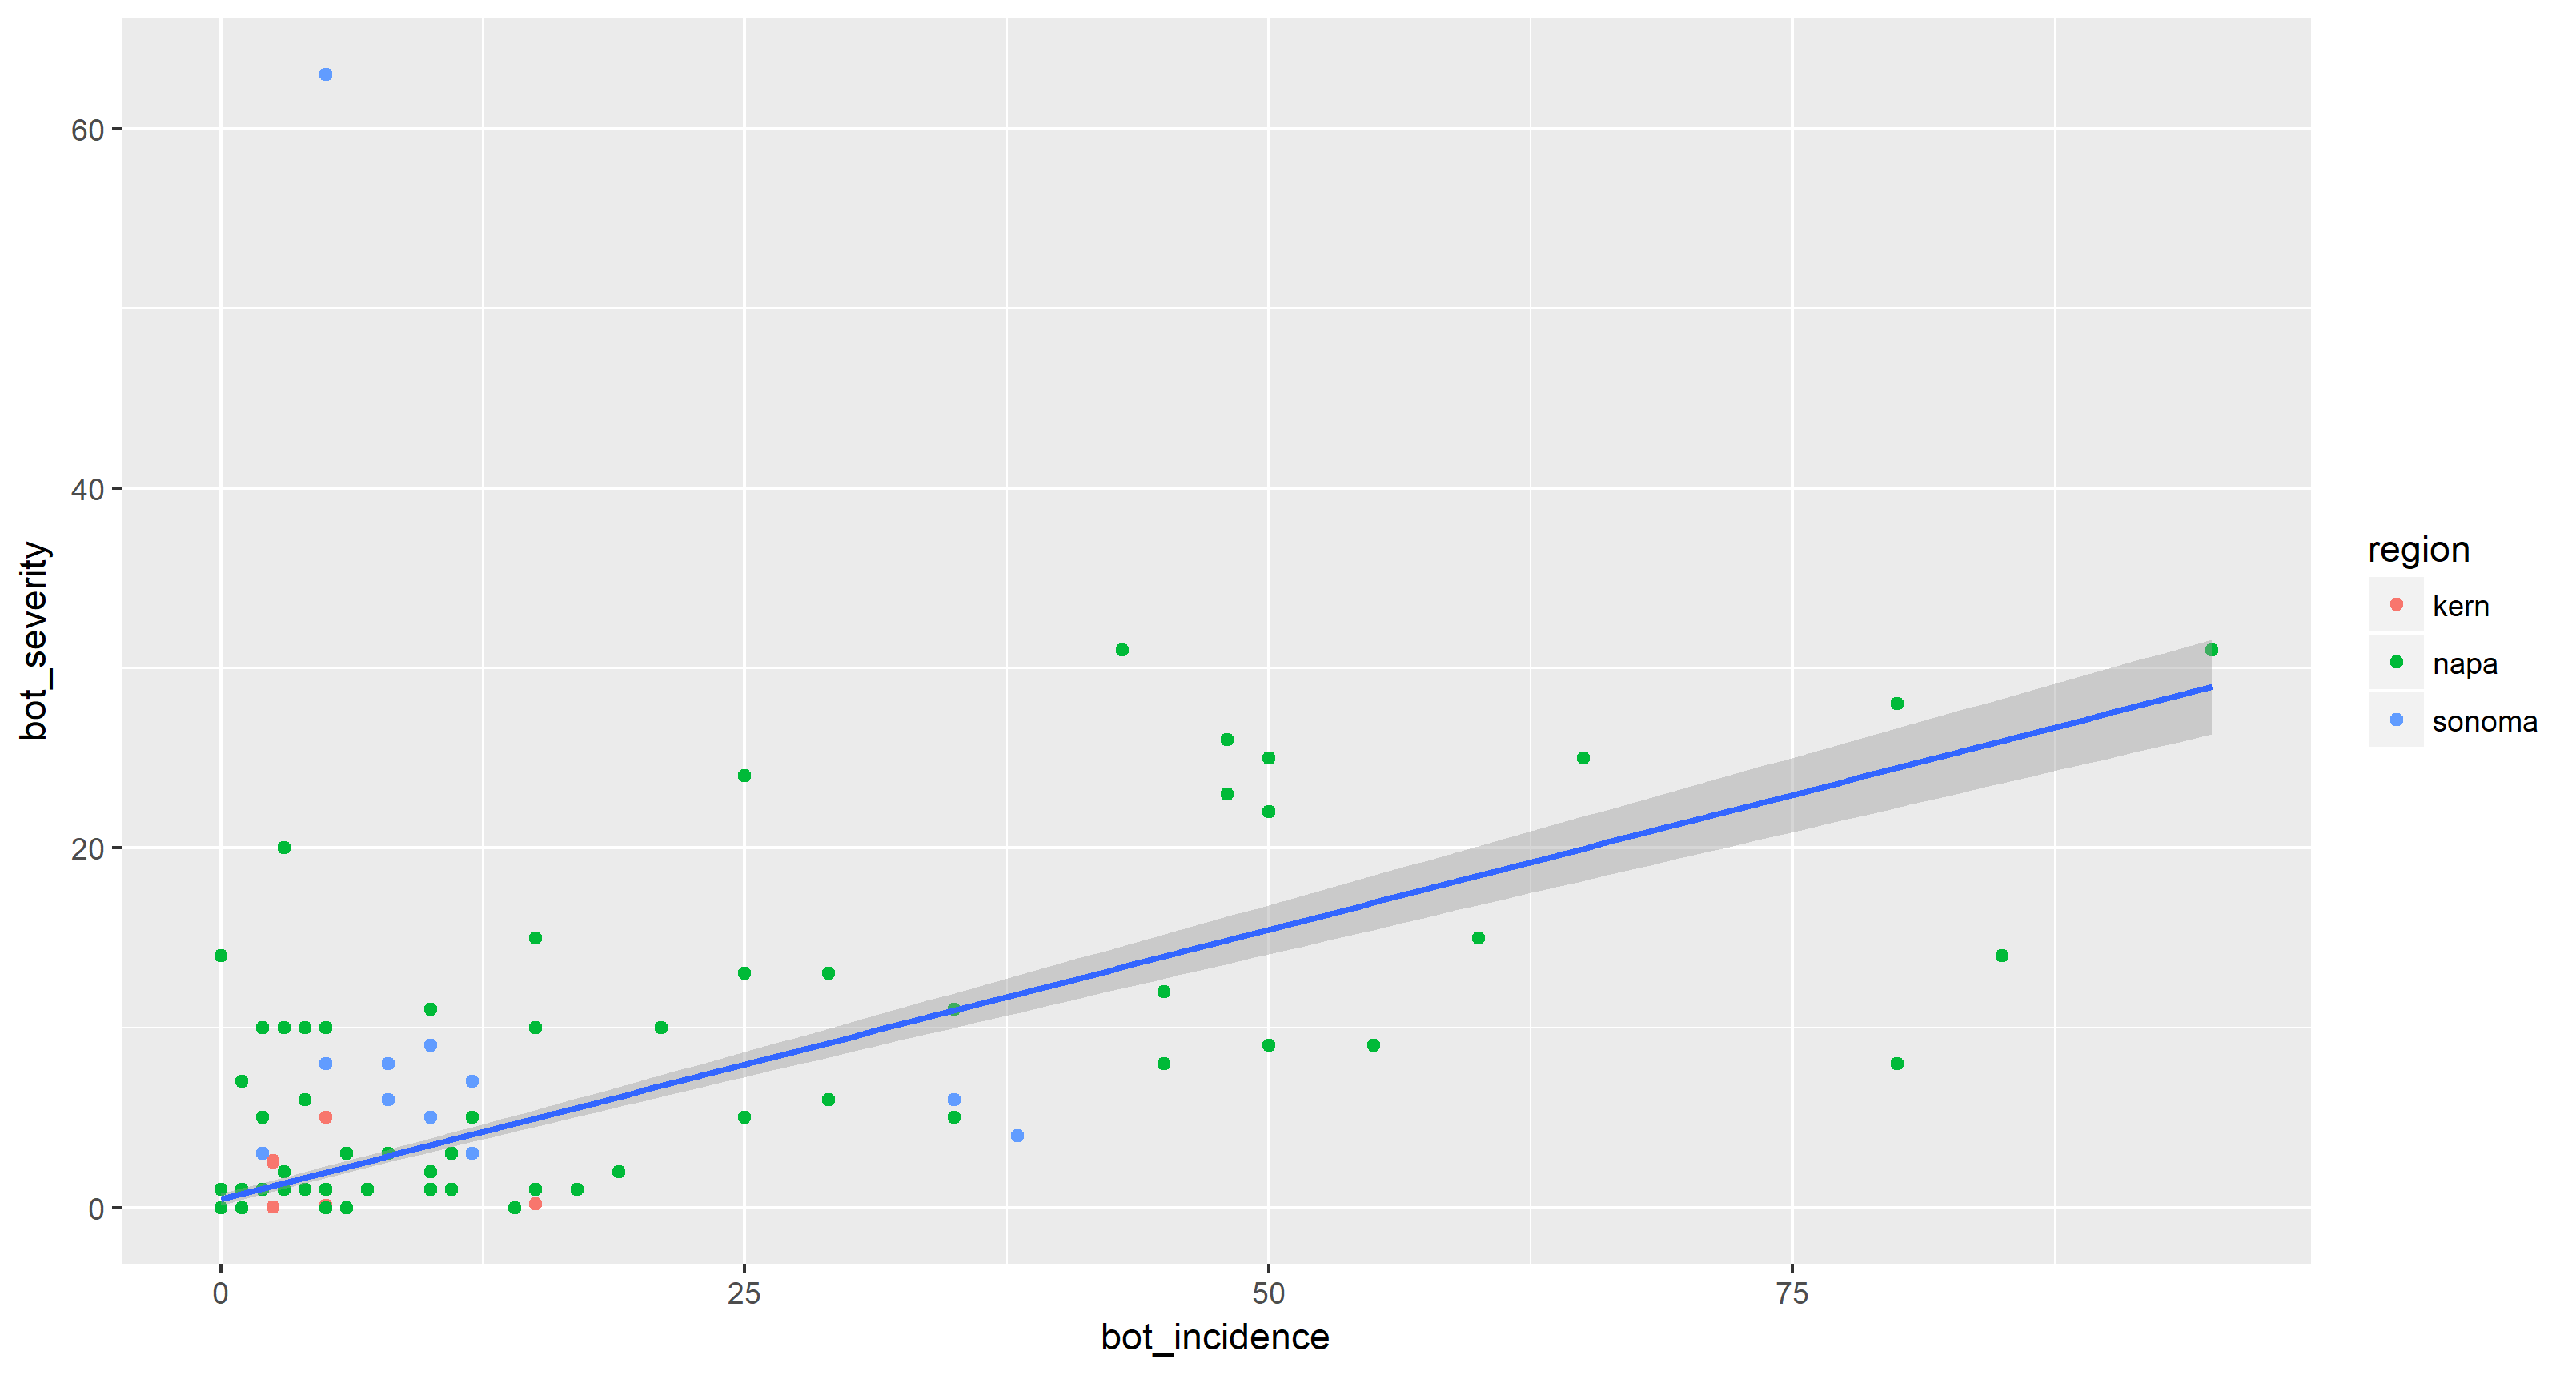 60
40
20
0
bot_severity
0 25 50 75
bot_incidence
region
kern
napa
sonoma